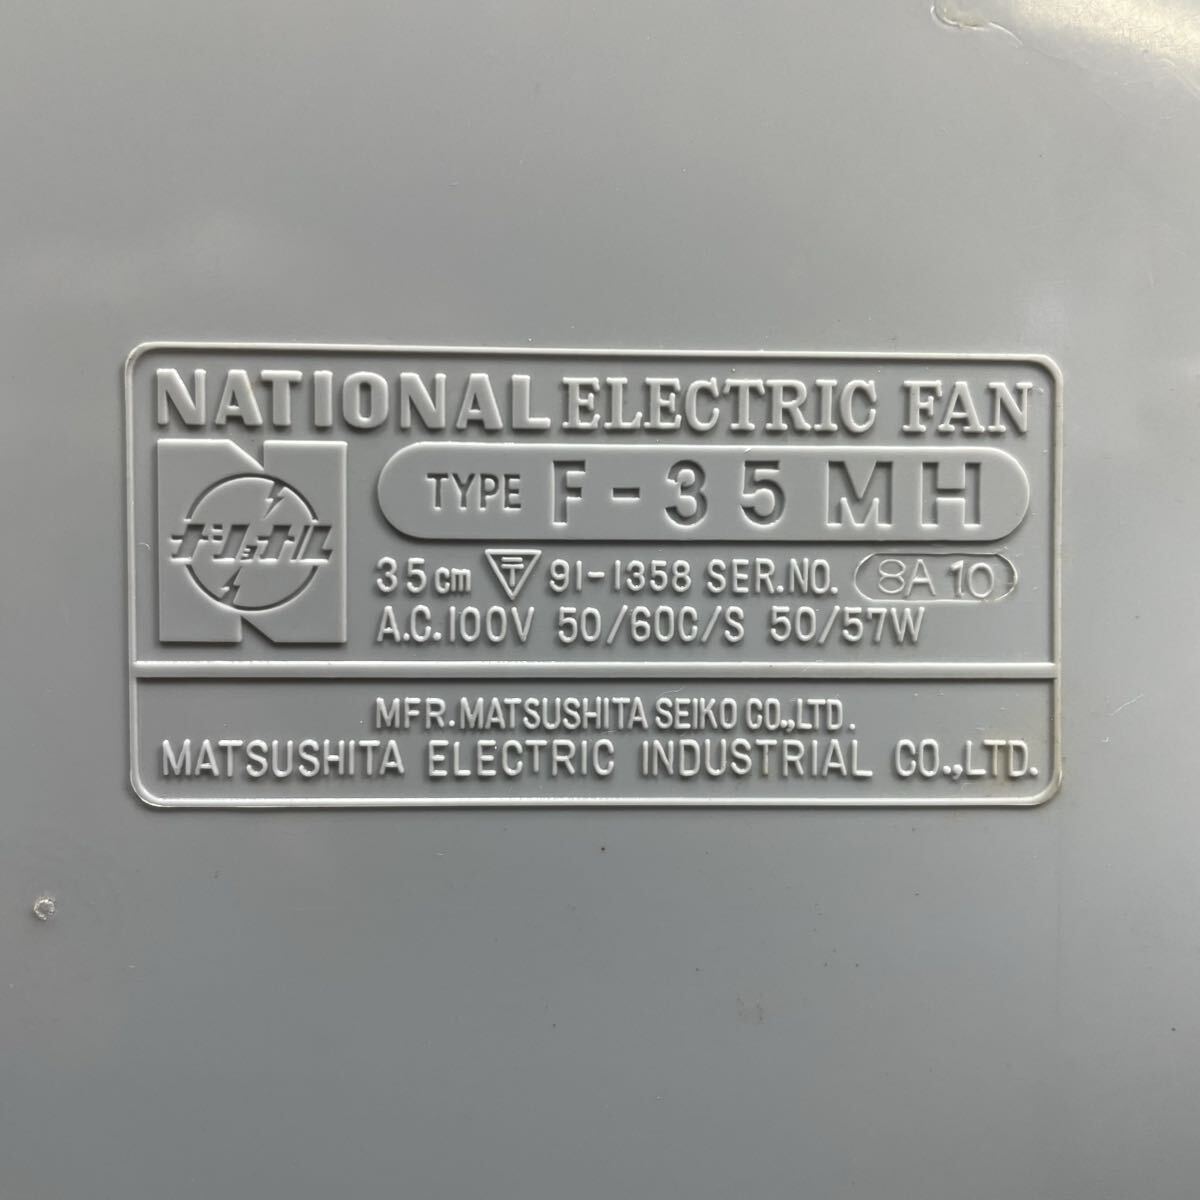 NATIONAL ELECTRIC FAN
ナショナル
TYPE F-35MH
35cm 〒 91-1358 SER.NO. 8A10
A.C.100V 50/60C/S 50/57W
MFR.MATSUSHITA SEIKO CO.,LTD.
MATSUSHITA ELECTRIC INDUSTRIAL CO.,LTD.